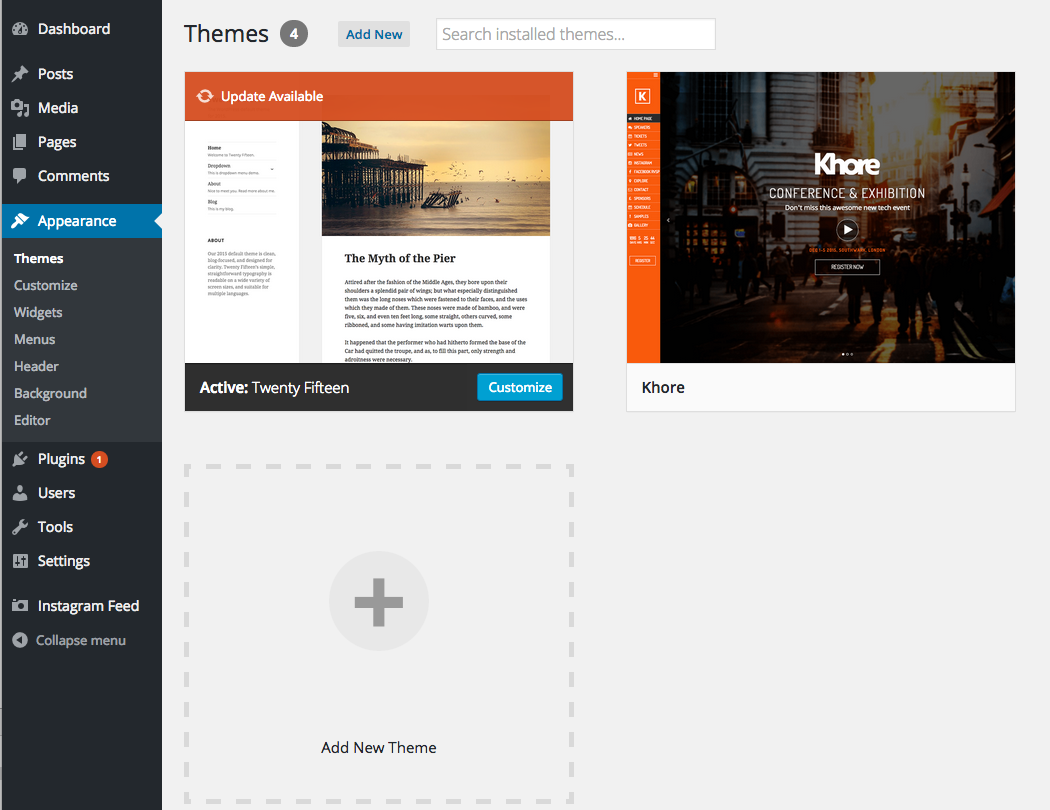 Dashboard
Posts
Media
Pages
Comments
Appearance
Themes
Customize
Widgets
Menus
Header
Background
Editor
Plugins 1
Users
Tools
Settings
Instagram Feed
Collapse menu
Themes 4 Add New Search installed themes...
Update Available
Home
Welcome to Twenty Fifteen
Dropdown
This is dropdown menu demo.
About
Nice to meet you. Read more about me.
Blog
This is my blog.
ABOUT
Our 2015 default theme is clean,
blog-focused, and designed for
clarity. Twenty Fifteen's simple,
straightforward typography is
readable on a wide variety of
screen sizes, and suitable for
multiple languages.
The Myth of the Pier
Attired after the fashion of the Middle Ages, they bore upon their
shoulders a splendid pair of wings; but what especially distinguished
them was the long noses which were fastened to their faces, and the uses
which they made of them. These noses were made of bamboo, and were
five, six, and even ten feet long, some straight, others curved, some
ribboned, and some having imitation warts upon them.
It happened that the performer who had hitherto formed the base of the
Car had quitted the troupe, and as, to fill this part, only strength and
adroitness were necessary.
Active: Twenty Fifteen Customize
K
HOME PAGE
SPEAKERS
TICKETS
TWEETS
NEWS
INSTAGRAM
FACEBOOK RSVP
EXPLORE
CONTACT
SPONSORS
SCHEDULE
SAMPLES
GALLERY
REGISTER
Khore
CONFERENCE & EXHIBITION
Don't miss this awesome new tech event
DEC 1-5 2015, SOUTHWARK, LONDON
REGISTER NOW
Khore
Add New Theme